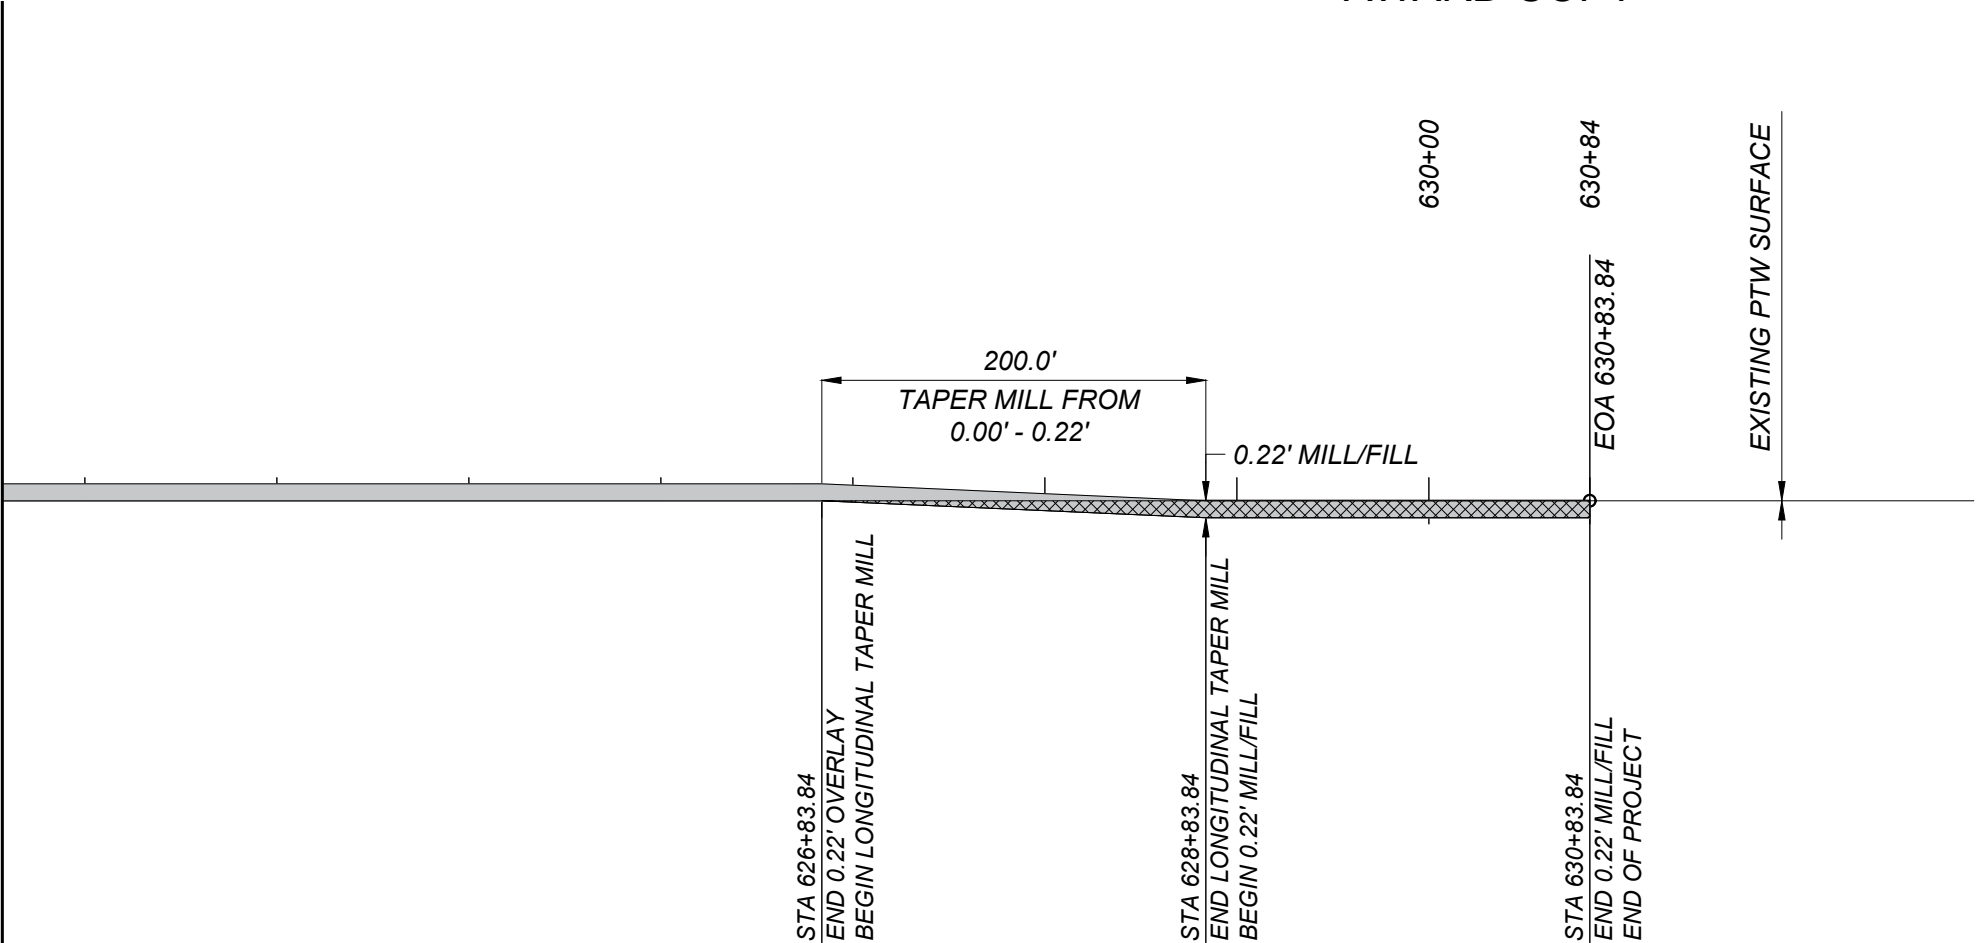 630+00
630+84
EXISTING PTW SURFACE
EOA 630+83.84
200.0'
TAPER MILL FROM
0.00' - 0.22'
0.22' MILL/FILL
STA 626+83.84
END 0.22' OVERLAY
BEGIN LONGITUDINAL TAPER MILL
STA 628+83.84
END LONGITUDINAL TAPER MILL
BEGIN 0.22' MILL/FILL
STA 630+83.84
END 0.22' MILL/FILL
END OF PROJECT